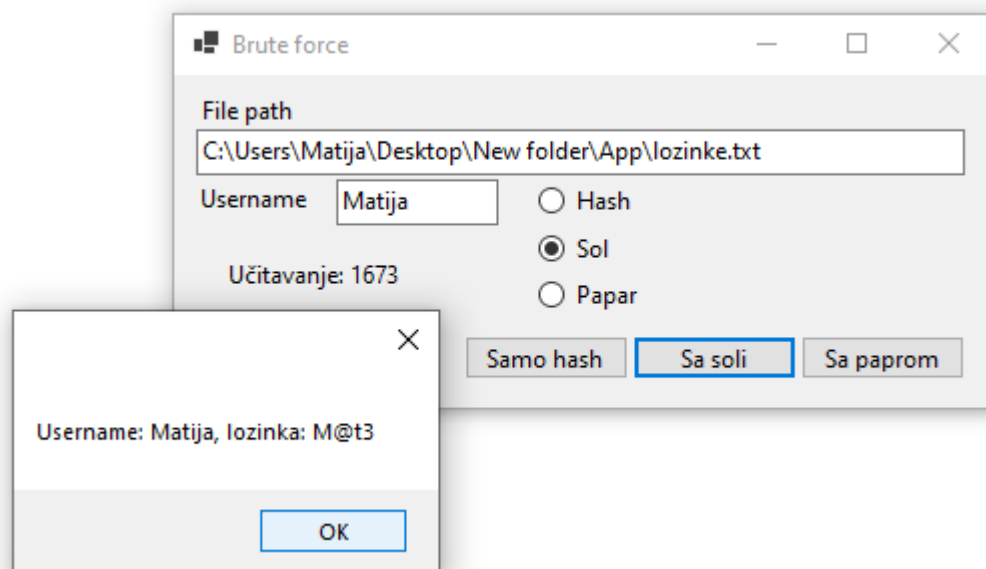 Brute force
File path
C:\Users\Matija\Desktop\New folder\App\lozinke.txt
Username Matija
Hash
Sol
Učitavanje: 1673
Papar
Samo hash Sa soli Sa paprom
Username: Matija, lozinka: M@t3
OK